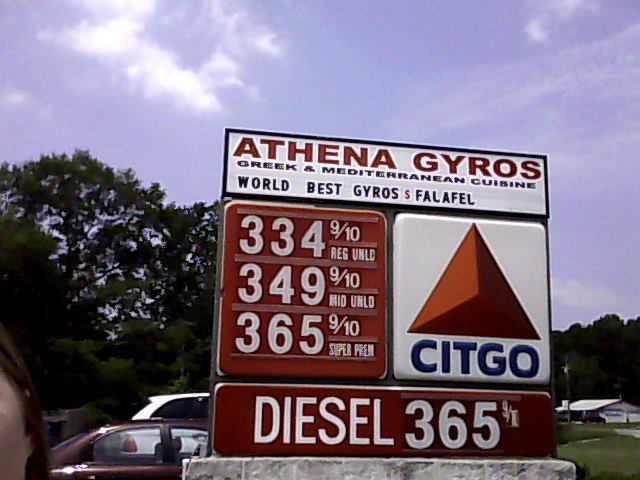 ATHENA GYROS
GREEK & MEDITERRANEAN CUISINE
WORLD BEST GYROS $ FALAFEL
334 9/10
REG UNLD
349 9/10
MID UNLD
365 9/10
SUPER PREM
CITGO
DIESEL 365 9/1